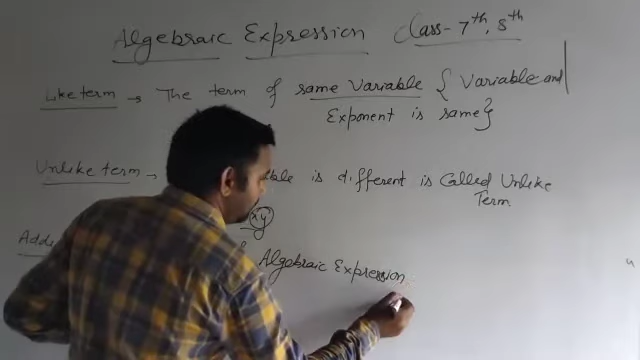 Algebraic Expression Class-7th, 8th
Like term → The term of same Variable { Variable and
Exponent is same }
Unlike term → is different is Called Unlike
Term
xy
Algebraic Expression